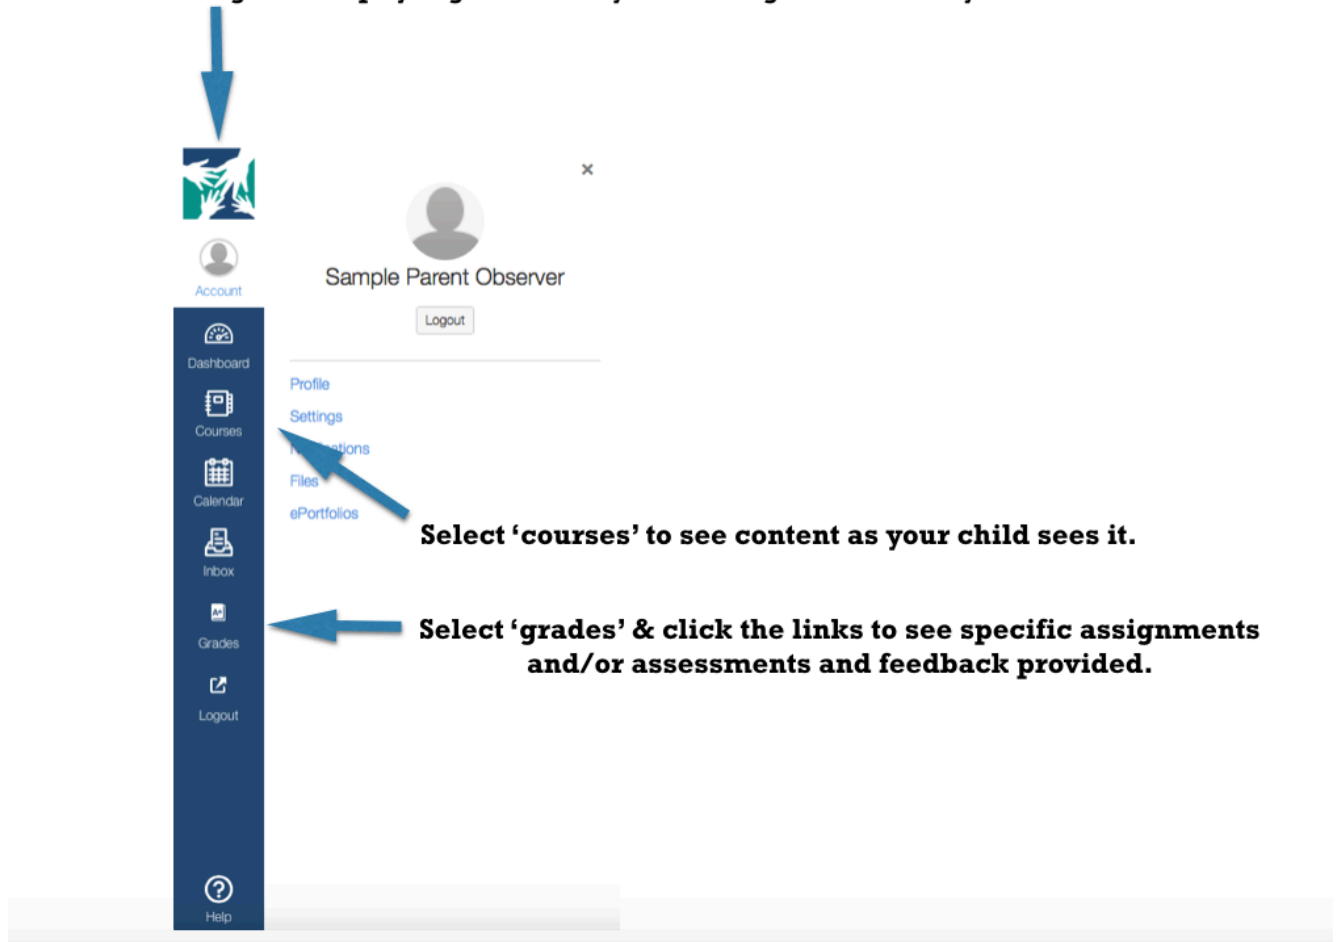 ×
Sample Parent Observer
Logout
Account
Dashboard
Courses
Calendar
Inbox
A+
Grades
Logout
Help
Profile
Settings
Files
ePortfolios
Select ‘courses’ to see content as your child sees it.
Select ‘grades’ & click the links to see specific assignments
and/or assessments and feedback provided.